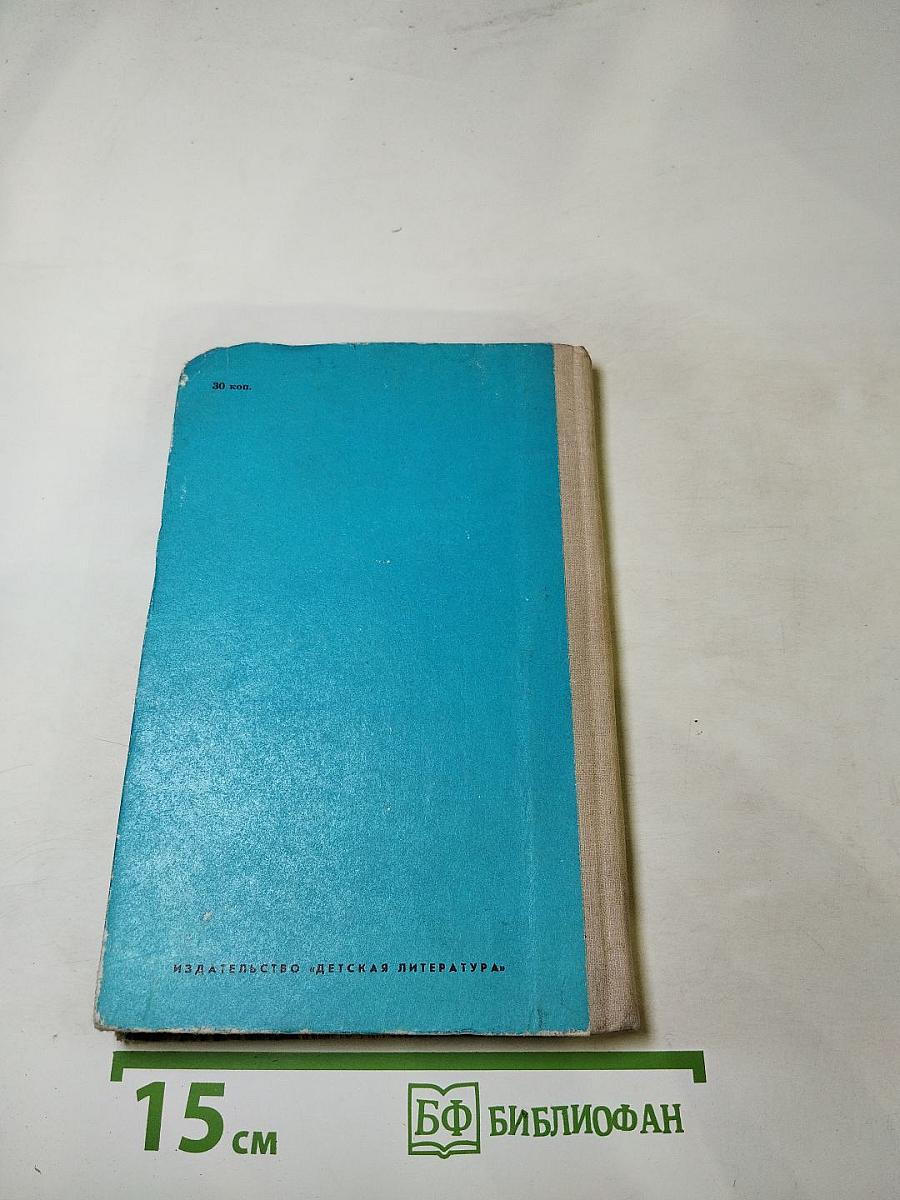 30 коп.
ИЗДАТЕЛЬСТВО «ДЕТСКАЯ ЛИТЕРАТУРА»
15 см
БФ БИБЛИОФАН